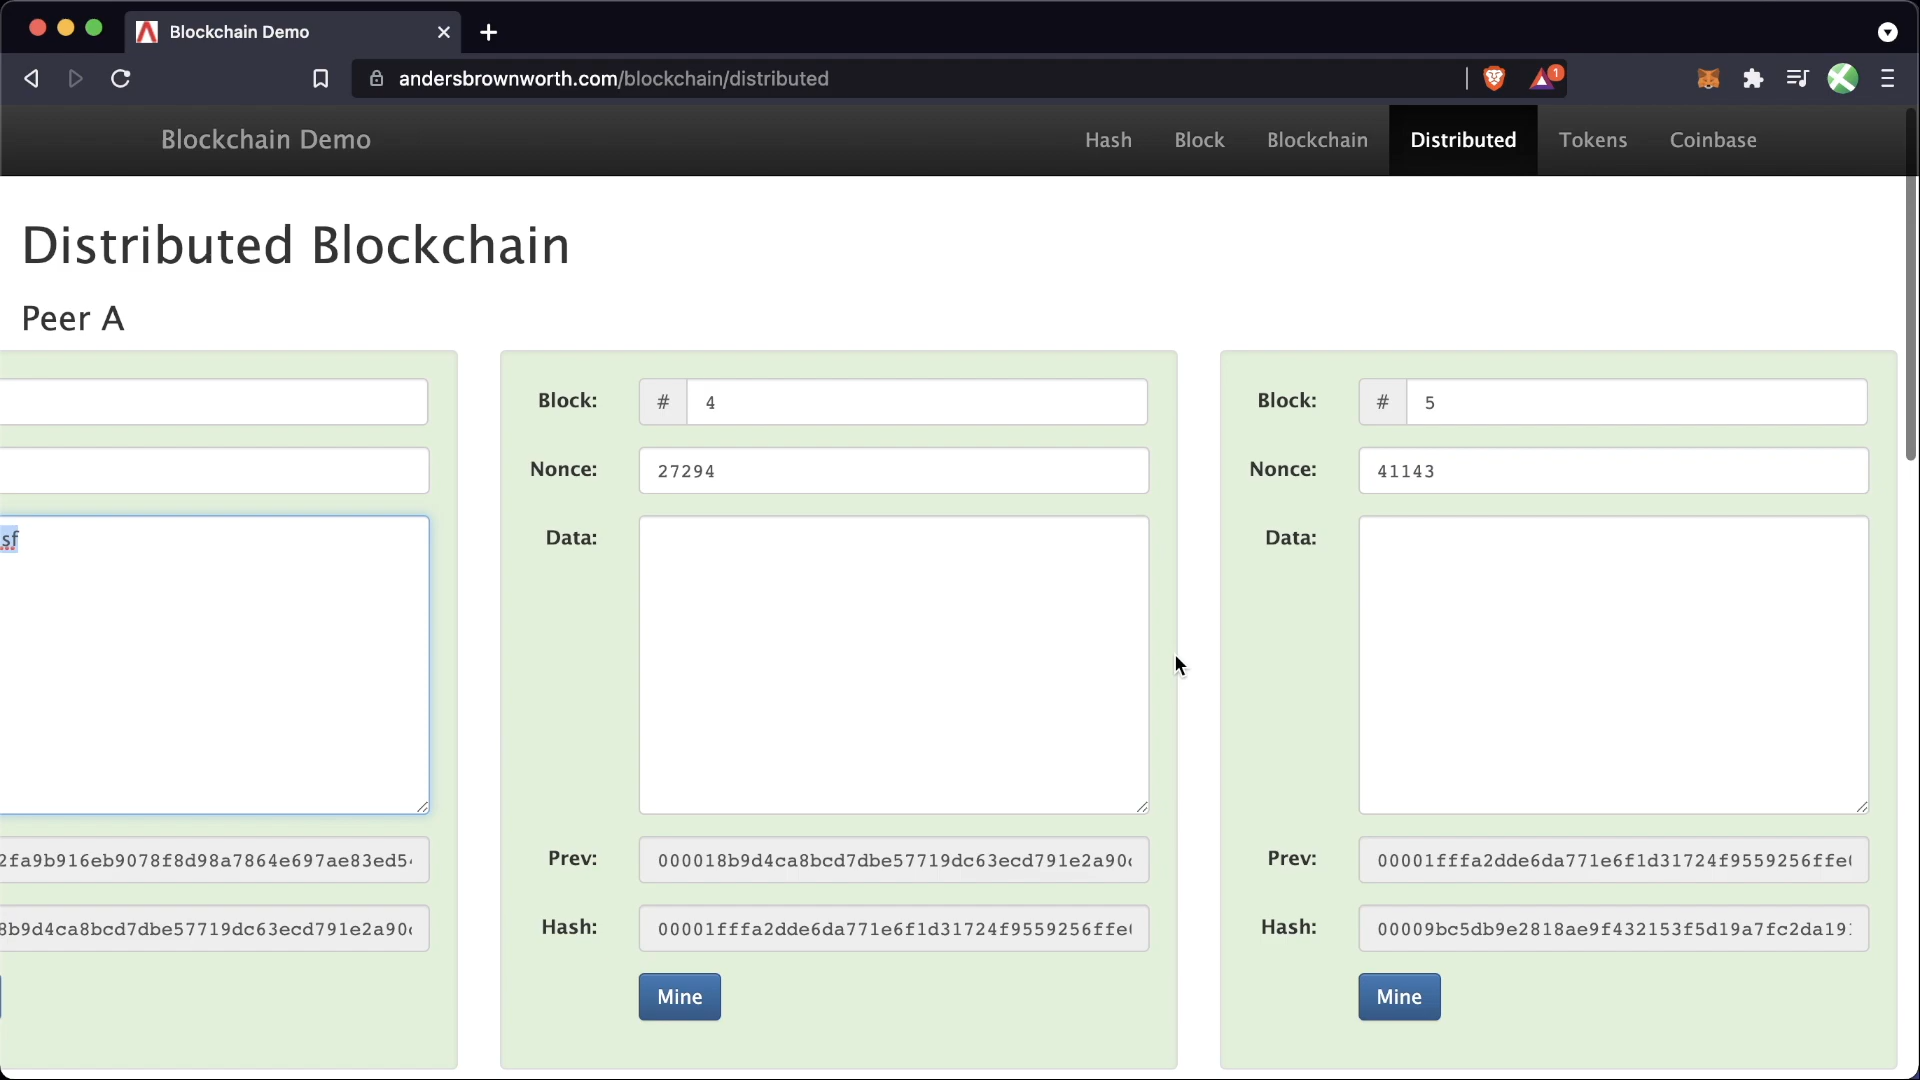 Blockchain Demo
andersbrownworth.com/blockchain/distributed
1
Blockchain Demo
Hash
Block
Blockchain
Distributed
Tokens
Coinbase
Distributed Blockchain
Peer A
sf
2fa9b916eb9078f8d98a7864e697ae83ed5
8b9d4ca8bcd7dbe57719dc63ecd791e2a90
Block: # 4
Nonce: 27294
Data:
Prev: 000018b9d4ca8bcd7dbe57719dc63ecd791e2a90
Hash: 00001fffa2dde6da771e6f1d31724f9559256ffe
Mine
Block: # 5
Nonce: 41143
Data:
Prev: 00001fffa2dde6da771e6f1d31724f9559256ffe
Hash: 00009bc5db9e2818ae9f432153f5d19a7fc2da19
Mine